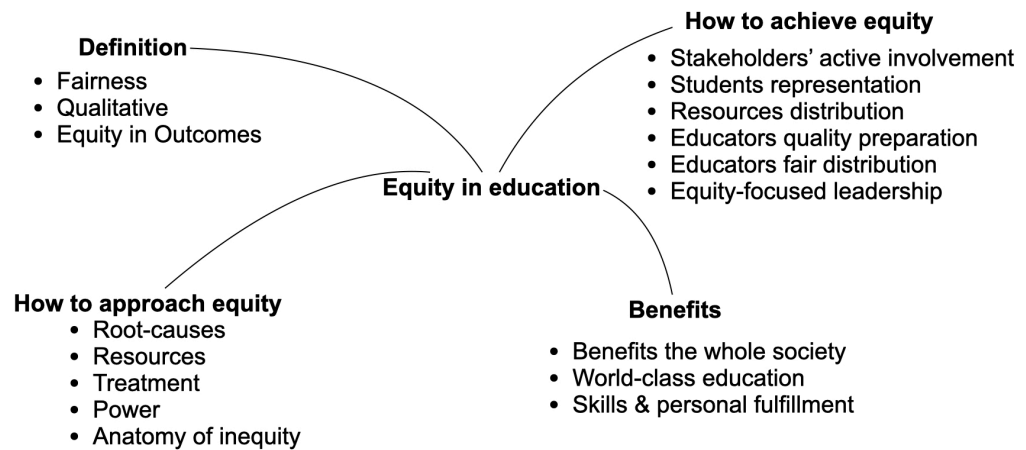 Definition
• Fairness
• Qualitative
• Equity in Outcomes
How to achieve equity
• Stakeholders’ active involvement
• Students representation
• Resources distribution
• Educators quality preparation
• Educators fair distribution
• Equity-focused leadership
Equity in education
How to approach equity
• Root-causes
• Resources
• Treatment
• Power
• Anatomy of inequity
Benefits
• Benefits the whole society
• World-class education
• Skills & personal fulfillment